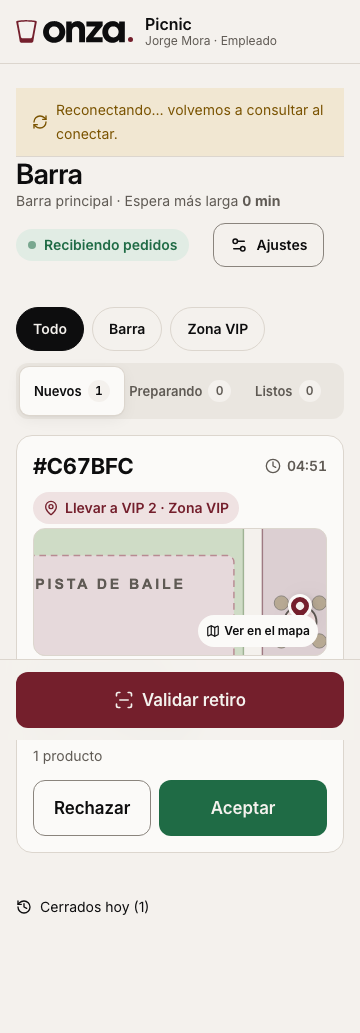 onza.
Picnic
Jorge Mora · Empleado
Reconectando... volvemos a consultar al
conectar.
Barra
Barra principal · Espera más larga 0 min
Recibiendo pedidos
Ajustes
Todo
Barra
Zona VIP
Nuevos 1
Preparando 0
Listos 0
#C67BFC
04:51
Llevar a VIP 2 · Zona VIP
PISTA DE BAILE
Ver en el mapa
Validar retiro
1 producto
Rechazar
Aceptar
Cerrados hoy (1)